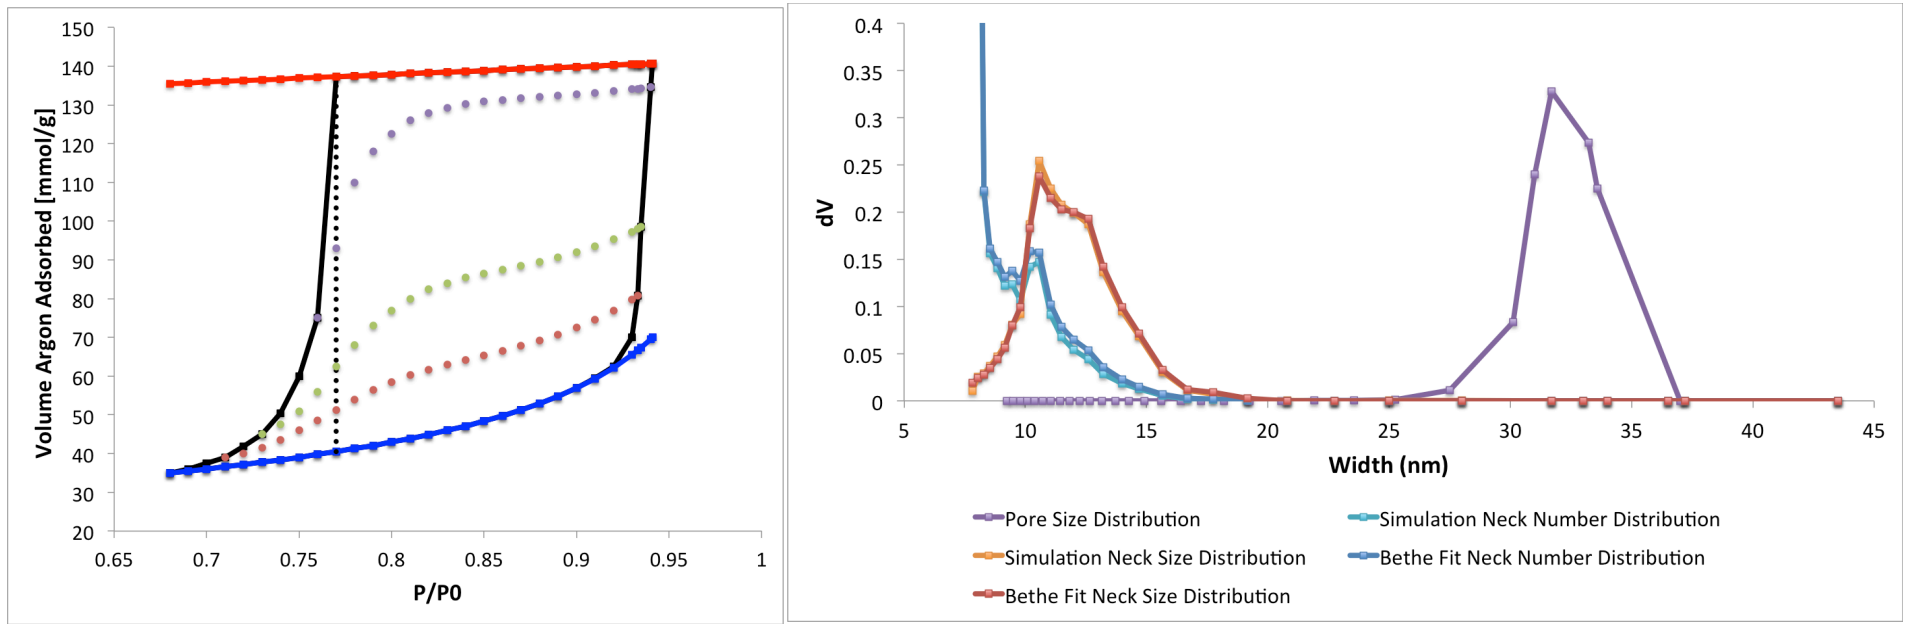 150
140
130
120
110
100
90
80
70
60
50
40
30
20
Volume Argon Adsorbed [mmol/g]
0.65 0.7 0.75 0.8 0.85 0.9 0.95 1
P/P0
0.4
0.35
0.3
0.25
0.2
0.15
0.1
0.05
0
dV
5 10 15 20 25 30 35 40 45
Width (nm)
Pore Size Distribution
Simulation Neck Number Distribution
Simulation Neck Size Distribution
Bethe Fit Neck Number Distribution
Bethe Fit Neck Size Distribution